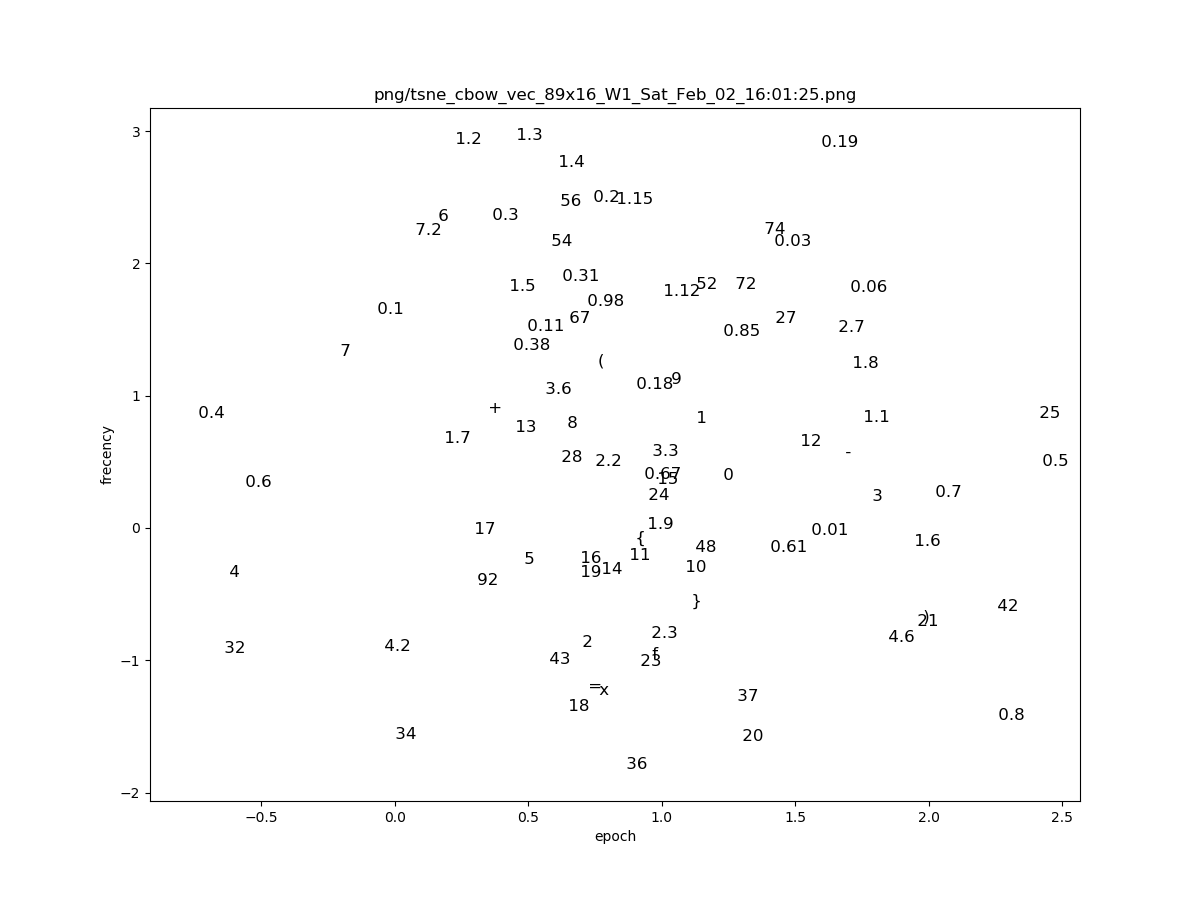 png/tsne_cbow_vec_89x16_W1_Sat_Feb_02_16:01:25.png
3
1.2 1.3 0.19
1.4
56 0.2 1.15
6 0.3
7.2 54 74 0.03
2
0.31
1.5 1.12 52 72 0.06
0.98
0.1 67 27
0.11 0.85 2.7
7 0.38
( 1.8
3.6 0.18 9
1
0.4 + 8 1 1.1 25
13
1.7 12 -
28 2.2 3.3 0.5
0.6 0.67 15 0 0.7
24 3
frecency
0
17 1.9 0.01
{ 1.6
5 16 11 48 0.61
4 19 14 10
92
} 42
) 21
2.3 4.6
32 4.2 2
−1
43 f
23
= x
18 37 0.8
34 20
36
−2
−0.5 0.0 0.5 1.0 1.5 2.0 2.5
epoch